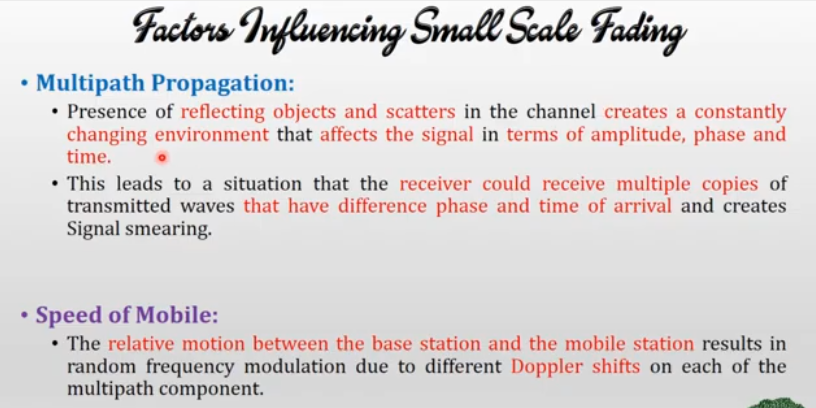 Factors Influencing Small Scale Fading
• Multipath Propagation:
• Presence of reflecting objects and scatters in the channel creates a constantly
changing environment that affects the signal in terms of amplitude, phase and
time.
• This leads to a situation that the receiver could receive multiple copies of
transmitted waves that have difference phase and time of arrival and creates
Signal smearing.
• Speed of Mobile:
• The relative motion between the base station and the mobile station results in
random frequency modulation due to different Doppler shifts on each of the
multipath component.